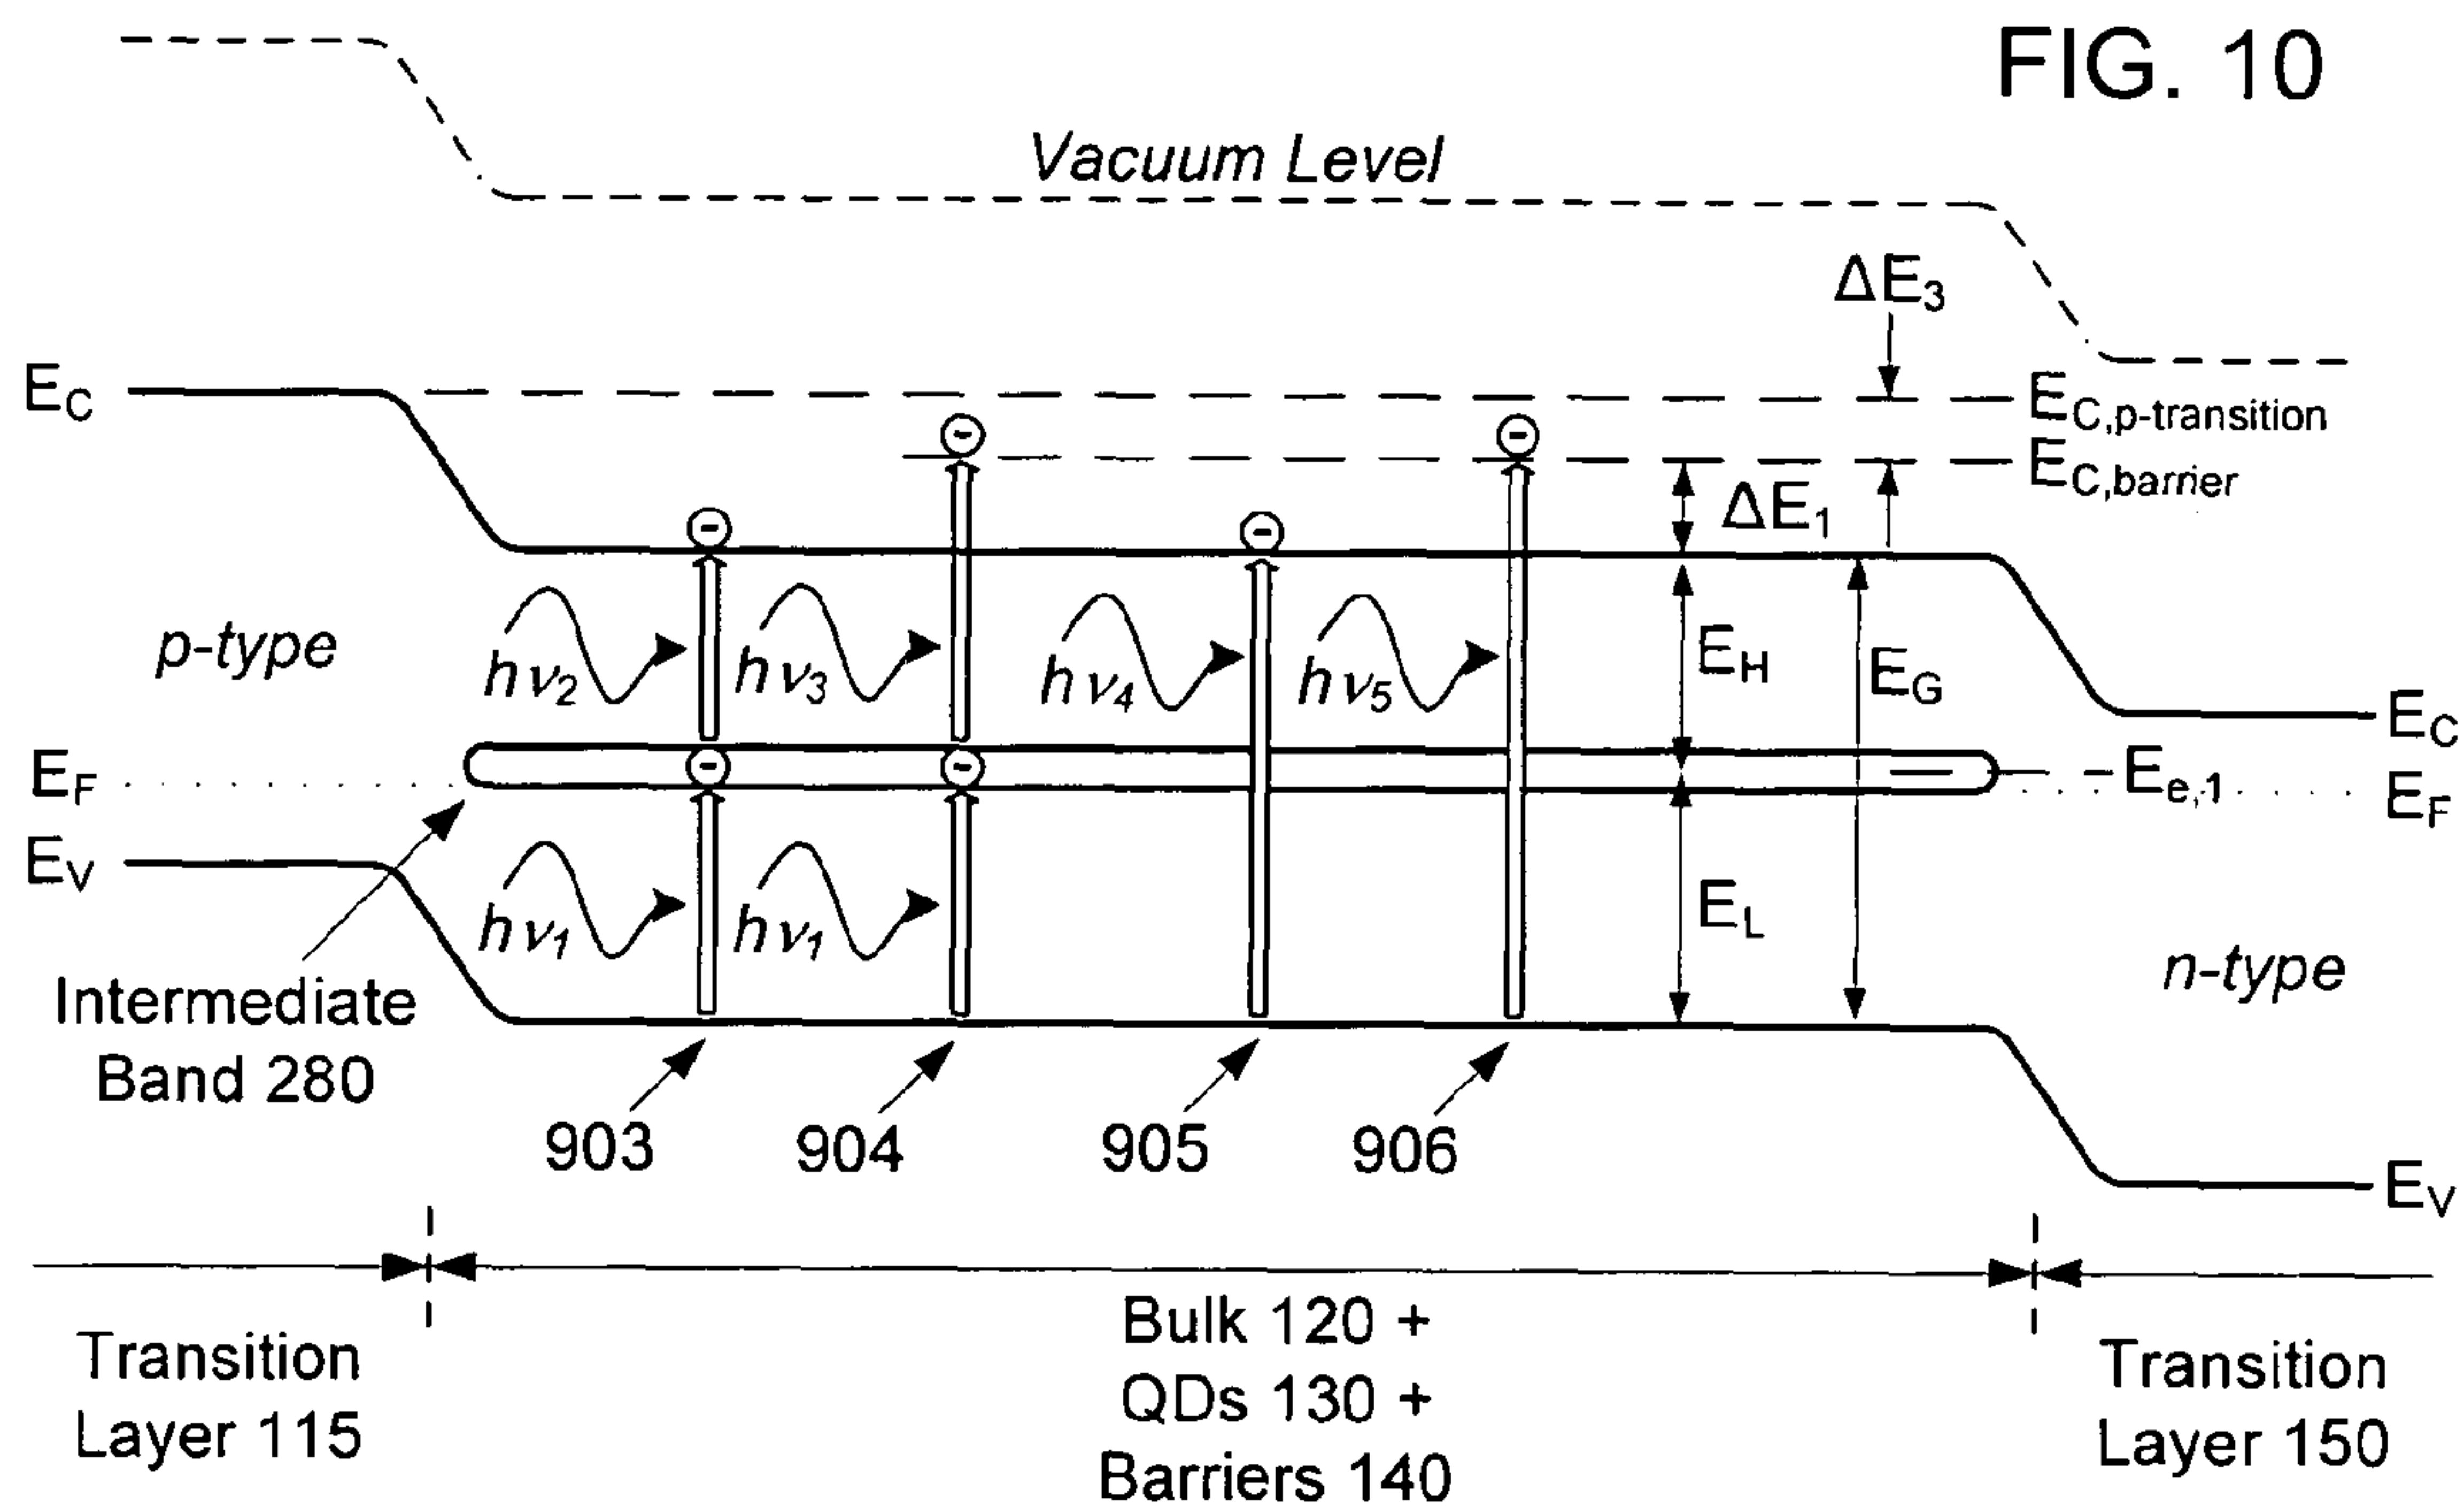 FIG. 10
Vacuum Level
ΔE3
EC
EC,p-transition
EC,barrier
ΔE1
p-type
hν2
hν3
hν4
hν5
EH
EG
EC
EF
Ee,1
EF
EV
hν1
hν1
EL
n-type
Intermediate
Band 280
903
904
905
906
EV
Transition
Layer 115
Bulk 120 +
QDs 130 +
Barriers 140
Transition
Layer 150